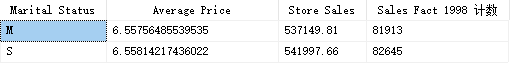 Marital Status Average Price Store Sales Sales Fact 1998 计数
M 6.55756485539535 537149.81 81913
S 6.55814217436022 541997.66 82645